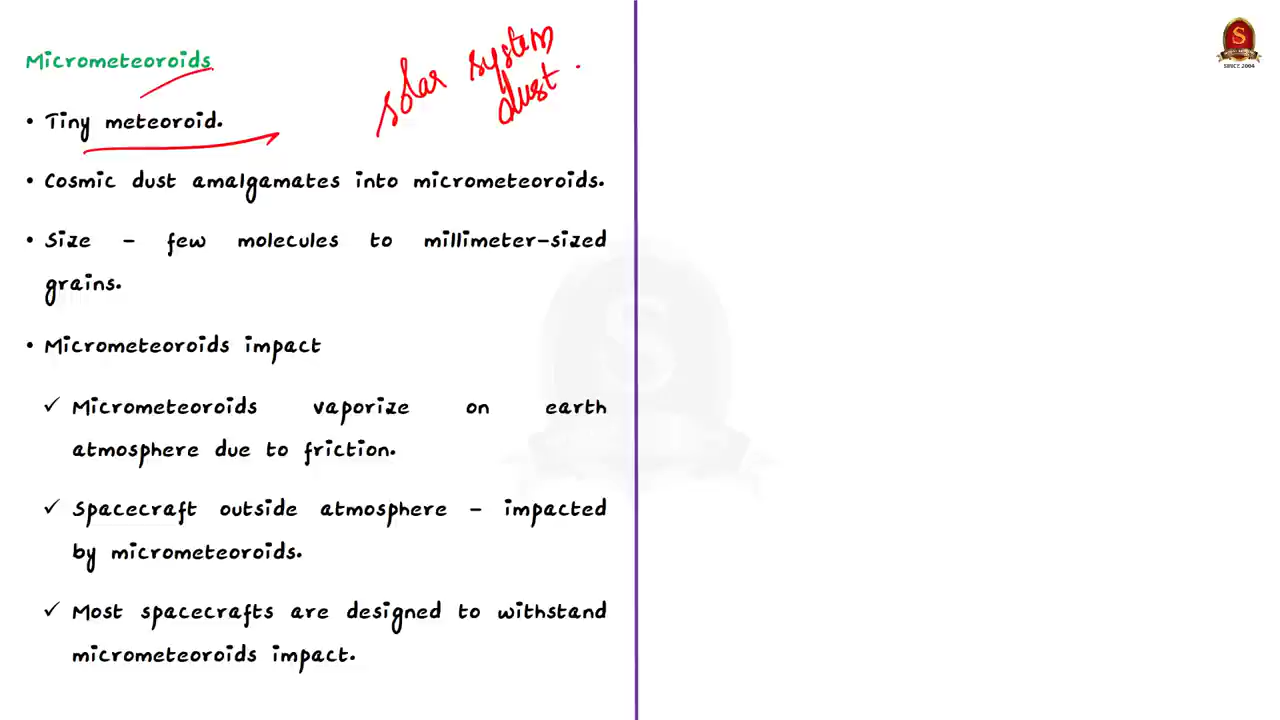 Micrometeoroids
solar system
dust
• Tiny meteoroid.
• Cosmic dust amalgamates into micrometeoroids.
• Size – few molecules to millimeter-sized
grains.
• Micrometeoroids impact
✓ Micrometeoroids vaporize on earth
atmosphere due to friction.
✓ Spacecraft outside atmosphere – impacted
by micrometeoroids.
✓ Most spacecrafts are designed to withstand
micrometeoroids impact.
S
SINCE 2004